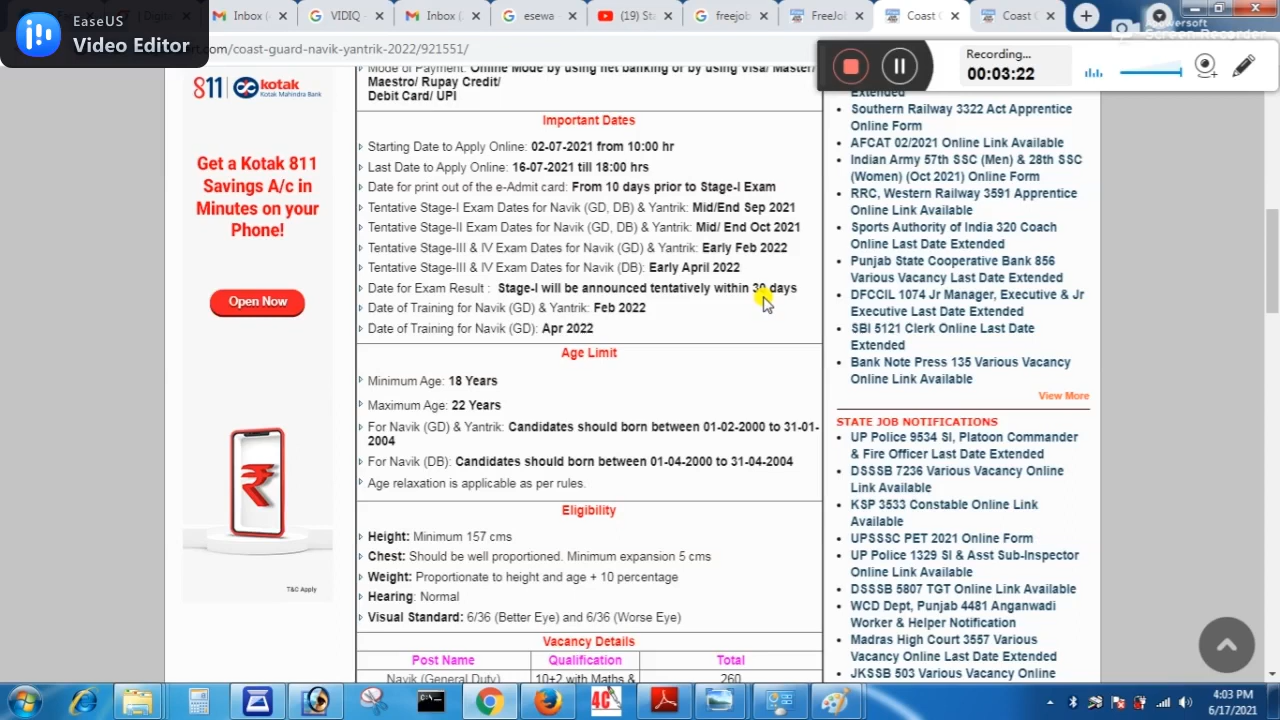 EaseUS
Video Editor
Inbox (
VIDIQ -
Inbox (2
esewa
(19) Sta
freejob
FreeJob
Coast G
Coast G
Apowersoft
Screen Recorder
.com/coast-guard-navik-yantrik-2022/921551/
Recording...
00:03:22
811 kotak
Kotak Mahindra Bank
Get a Kotak 811
Savings A/c in
Minutes on your
Phone!
Open Now
T&C Apply
Mode of Payment: Online Mode by using net banking or by using Visa/ Master/
Maestro/ Rupay Credit/
Debit Card/ UPI
Important Dates
Starting Date to Apply Online: 02-07-2021 from 10:00 hr
Last Date to Apply Online: 16-07-2021 till 18:00 hrs
Date for print out of the e-Admit card: From 10 days prior to Stage-I Exam
Tentative Stage-I Exam Dates for Navik (GD, DB) & Yantrik: Mid/End Sep 2021
Tentative Stage-II Exam Dates for Navik (GD, DB) & Yantrik: Mid/ End Oct 2021
Tentative Stage-III & IV Exam Dates for Navik (GD) & Yantrik: Early Feb 2022
Tentative Stage-III & IV Exam Dates for Navik (DB): Early April 2022
Date for Exam Result : Stage-I will be announced tentatively within 30 days
Date of Training for Navik (GD) & Yantrik: Feb 2022
Date of Training for Navik (GD): Apr 2022
Age Limit
Minimum Age: 18 Years
Maximum Age: 22 Years
For Navik (GD) & Yantrik: Candidates should born between 01-02-2000 to 31-01-
2004
For Navik (DB): Candidates should born between 01-04-2000 to 31-04-2004
Age relaxation is applicable as per rules.
Eligibility
Height: Minimum 157 cms
Chest: Should be well proportioned. Minimum expansion 5 cms
Weight: Proportionate to height and age + 10 percentage
Hearing: Normal
Visual Standard: 6/36 (Better Eye) and 6/36 (Worse Eye)
Vacancy Details
Post Name Qualification Total
Navik (General Duty) 10+2 with Maths & 260
Extended
Southern Railway 3322 Act Apprentice
Online Form
AFCAT 02/2021 Online Link Available
Indian Army 57th SSC (Men) & 28th SSC
(Women) (Oct 2021) Online Form
RRC, Western Railway 3591 Apprentice
Online Link Available
Sports Authority of India 320 Coach
Online Last Date Extended
Punjab State Cooperative Bank 856
Various Vacancy Last Date Extended
DFCCIL 1074 Jr Manager, Executive & Jr
Executive Last Date Extended
SBI 5121 Clerk Online Last Date
Extended
Bank Note Press 135 Various Vacancy
Online Link Available
View More
STATE JOB NOTIFICATIONS
UP Police 9534 SI, Platoon Commander
& Fire Officer Last Date Extended
DSSSB 7236 Various Vacancy Online
Link Available
KSP 3533 Constable Online Link
Available
UPSSSC PET 2021 Online Form
UP Police 1329 SI & Asst Sub-Inspector
Online Link Available
DSSSB 5807 TGT Online Link Available
WCD Dept, Punjab 4481 Anganwadi
Worker & Helper Notification
Madras High Court 3557 Various
Vacancy Online Last Date Extended
JKSSB 503 Various Vacancy Online
4:03 PM
6/17/2021